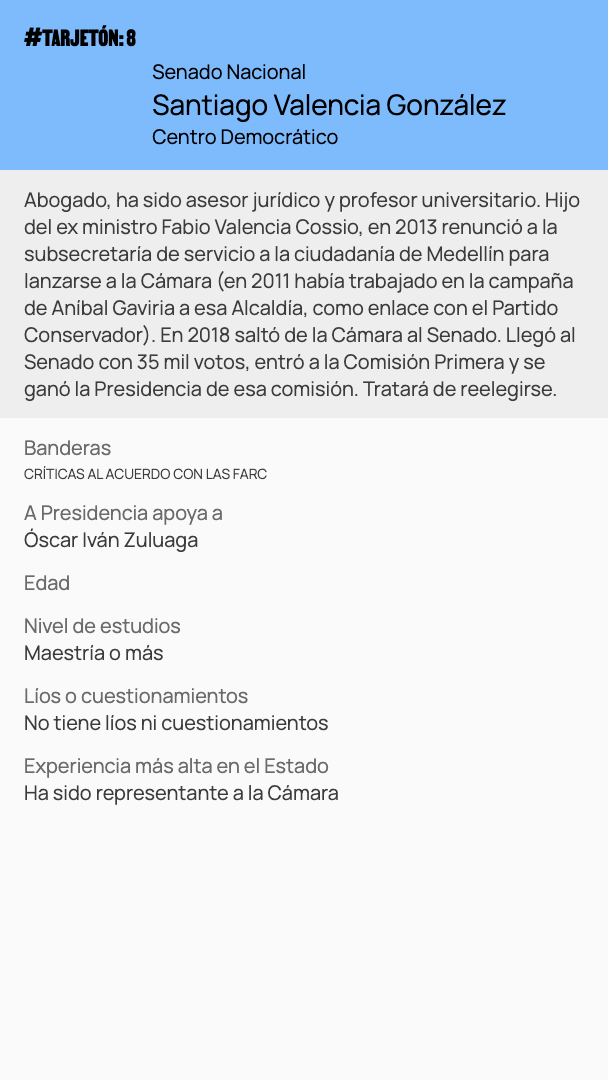 #TARJETÓN: 8
Senado Nacional
Santiago Valencia González
Centro Democrático
Abogado, ha sido asesor jurídico y profesor universitario. Hijo
del ex ministro Fabio Valencia Cossio, en 2013 renunció a la
subsecretaría de servicio a la ciudadanía de Medellín para
lanzarse a la Cámara (en 2011 había trabajado en la campaña
de Aníbal Gaviria a esa Alcaldía, como enlace con el Partido
Conservador). En 2018 saltó de la Cámara al Senado. Llegó al
Senado con 35 mil votos, entró a la Comisión Primera y se
ganó la Presidencia de esa comisión. Tratará de reelegirse.
Banderas
CRÍTICAS AL ACUERDO CON LAS FARC
A Presidencia apoya a
Óscar Iván Zuluaga
Edad
Nivel de estudios
Maestría o más
Líos o cuestionamientos
No tiene líos ni cuestionamientos
Experiencia más alta en el Estado
Ha sido representante a la Cámara